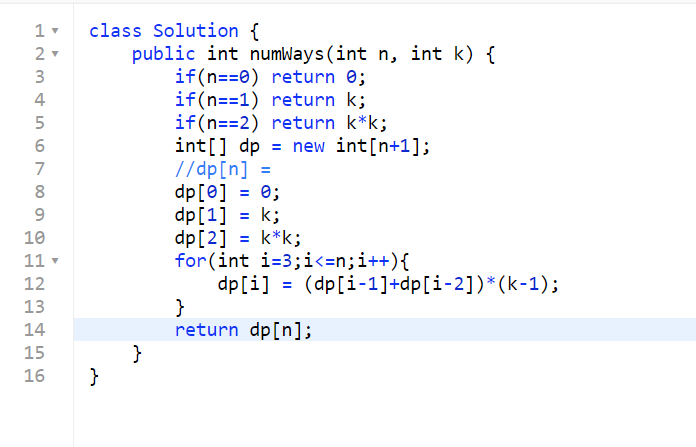 1 class Solution {
2 public int numWays(int n, int k) {
3 if(n==0) return 0;
4 if(n==1) return k;
5 if(n==2) return k*k;
6 int[] dp = new int[n+1];
7 //dp[n] =
8 dp[0] = 0;
9 dp[1] = k;
10 dp[2] = k*k;
11 for(int i=3;i<=n;i++){
12 dp[i] = (dp[i-1]+dp[i-2])*(k-1);
13 }
14 return dp[n];
15 }
16 }